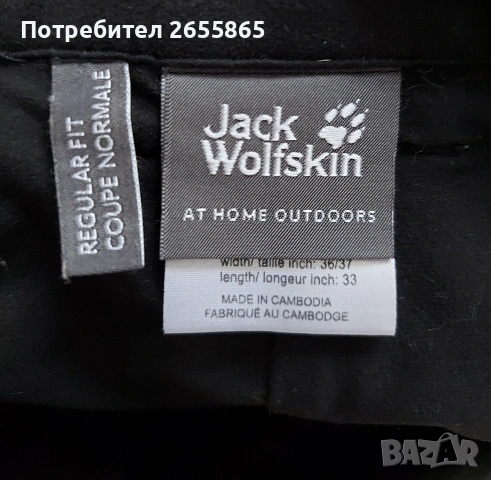 Потребител 2655865
REGULAR FIT
COUPE NORMALE
Jack
Wolfskin
AT HOME OUTDOORS
width/ taille inch: 36/37
length/ longeur inch: 33
MADE IN CAMBODIA
FABRIQUÉ AU CAMBODGE
BAZAR